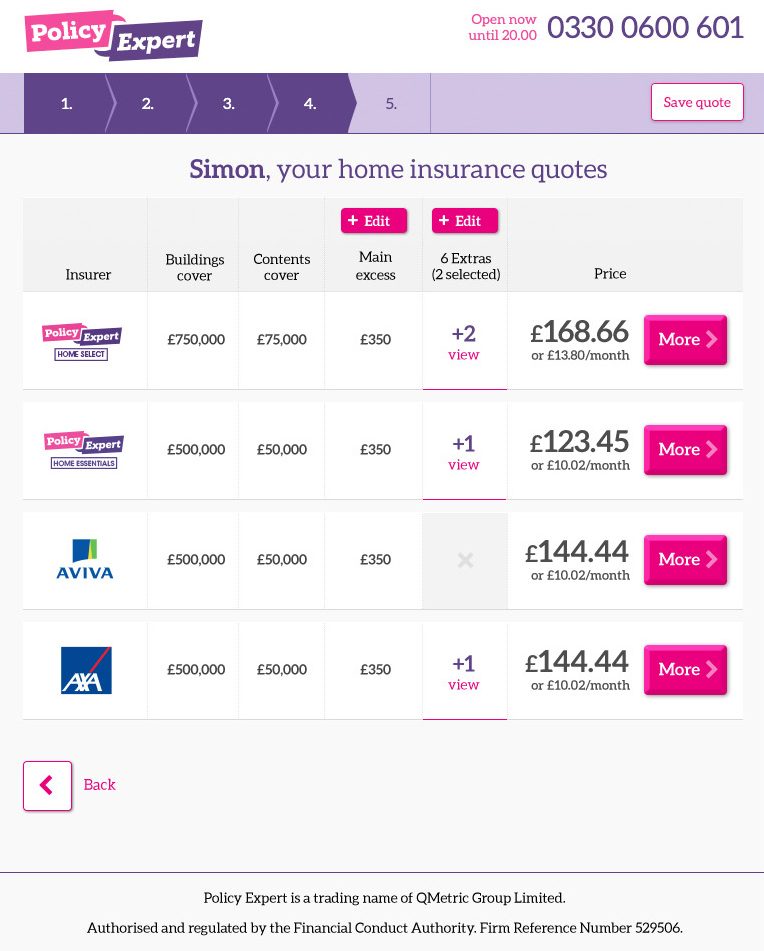 Policy Expert
Open now
until 20.00
0330 0600 601
1. 2. 3. 4. 5.
Save quote
Simon, your home insurance quotes
+ Edit + Edit
Insurer
Buildings
cover
Contents
cover
Main
excess
6 Extras
(2 selected)
Price
Policy Expert
HOME SELECT
£750,000
£75,000
£350
+2
view
£168.66
or £13.80/month
More
Policy Expert
HOME ESSENTIALS
£500,000
£50,000
£350
+1
view
£123.45
or £10.02/month
More
AVIVA
£500,000
£50,000
£350
£144.44
or £10.02/month
More
AXA
£500,000
£50,000
£350
+1
view
£144.44
or £10.02/month
More
Back
Policy Expert is a trading name of QMetric Group Limited.
Authorised and regulated by the Financial Conduct Authority. Firm Reference Number 529506.